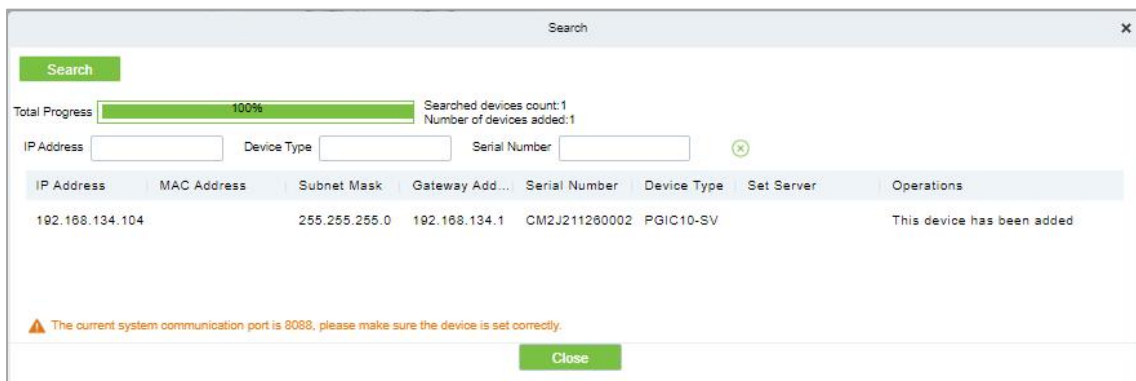 Search
Search
Total Progress 100% Searched devices count:1
Number of devices added:1
IP Address Device Type Serial Number
IP Address MAC Address Subnet Mask Gateway Add... Serial Number Device Type Set Server Operations
192.168.134.104 255.255.255.0 192.168.134.1 CM2J211260002 PGIC10-SV This device has been added
The current system communication port is 8088, please make sure the device is set correctly.
Close